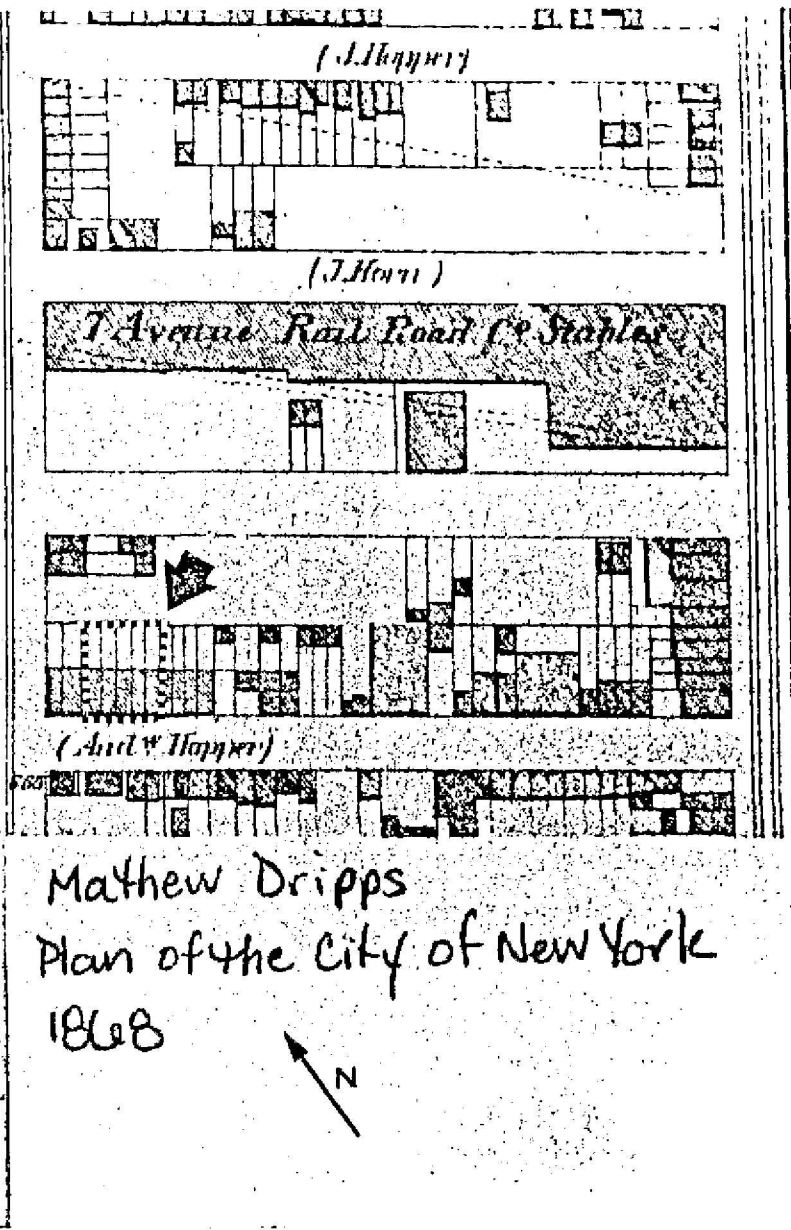 (J. Hopper)
(J. Horn)
7 Avenue Rail Road Co. Stables
(And.w Hopper)
Mathew Dripps
Plan of the City of New York
1868
N